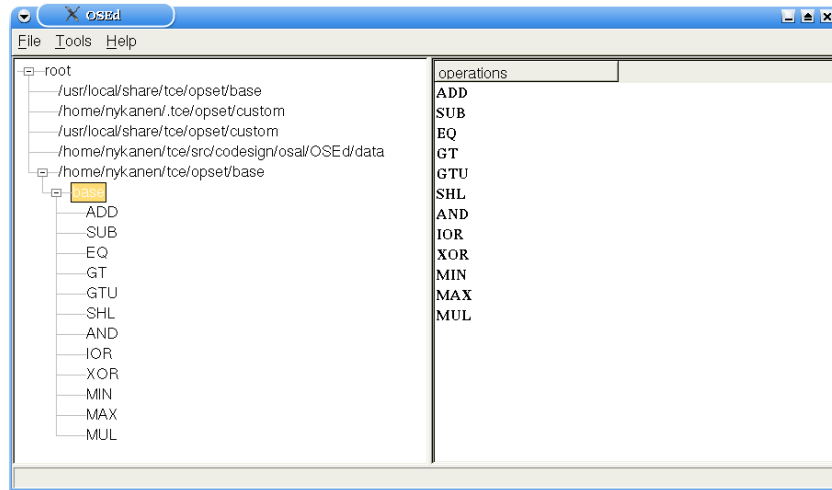 OSEd
File Tools Help
root
/usr/local/share/tce/opset/base
/home/nykanen/.tce/opset/custom
/usr/local/share/tce/opset/custom
/home/nykanen/tce/src/codesign/osal/OSEd/data
/home/nykanen/tce/opset/base
base
ADD
SUB
EQ
GT
GTU
SHL
AND
IOR
XOR
MIN
MAX
MUL
operations
ADD
SUB
EQ
GT
GTU
SHL
AND
IOR
XOR
MIN
MAX
MUL